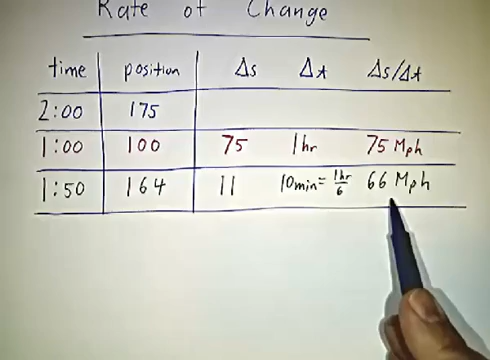 Rate of Change
time position Δs Δt Δs/Δt
2:00 175
1:00 100 75 1hr 75 Mph
1:50 164 11 10min = 1hr/6 66 Mph